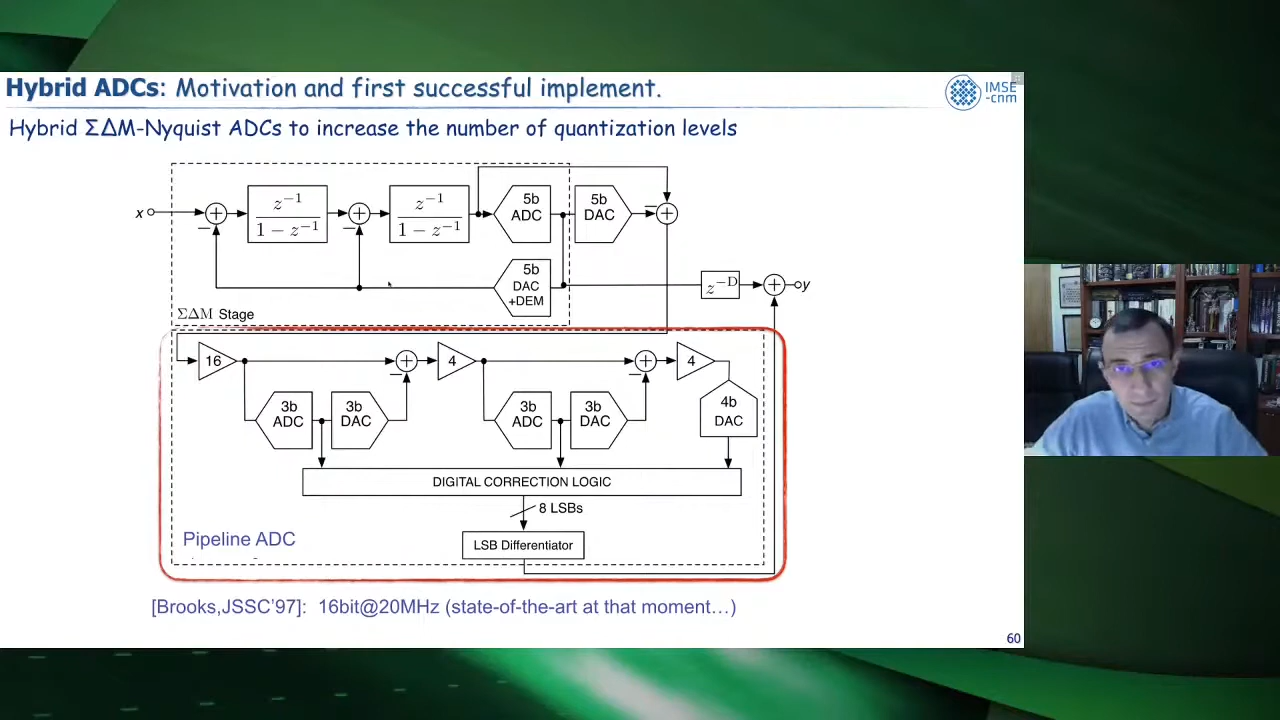 Hybrid ADCs: Motivation and first successful implement.
IMSE
-cnm
Hybrid ΣΔM-Nyquist ADCs to increase the number of quantization levels
x
z⁻¹
1 − z⁻¹
z⁻¹
1 − z⁻¹
5b
ADC
5b
DAC
5b
DAC
+DEM
z⁻ᴰ
y
ΣΔM Stage
16
4
4
3b
ADC
3b
DAC
3b
ADC
3b
DAC
4b
DAC
DIGITAL CORRECTION LOGIC
8 LSBs
LSB Differentiator
Pipeline ADC
[Brooks,JSSC'97]: 16bit@20MHz (state-of-the-art at that moment…)
60